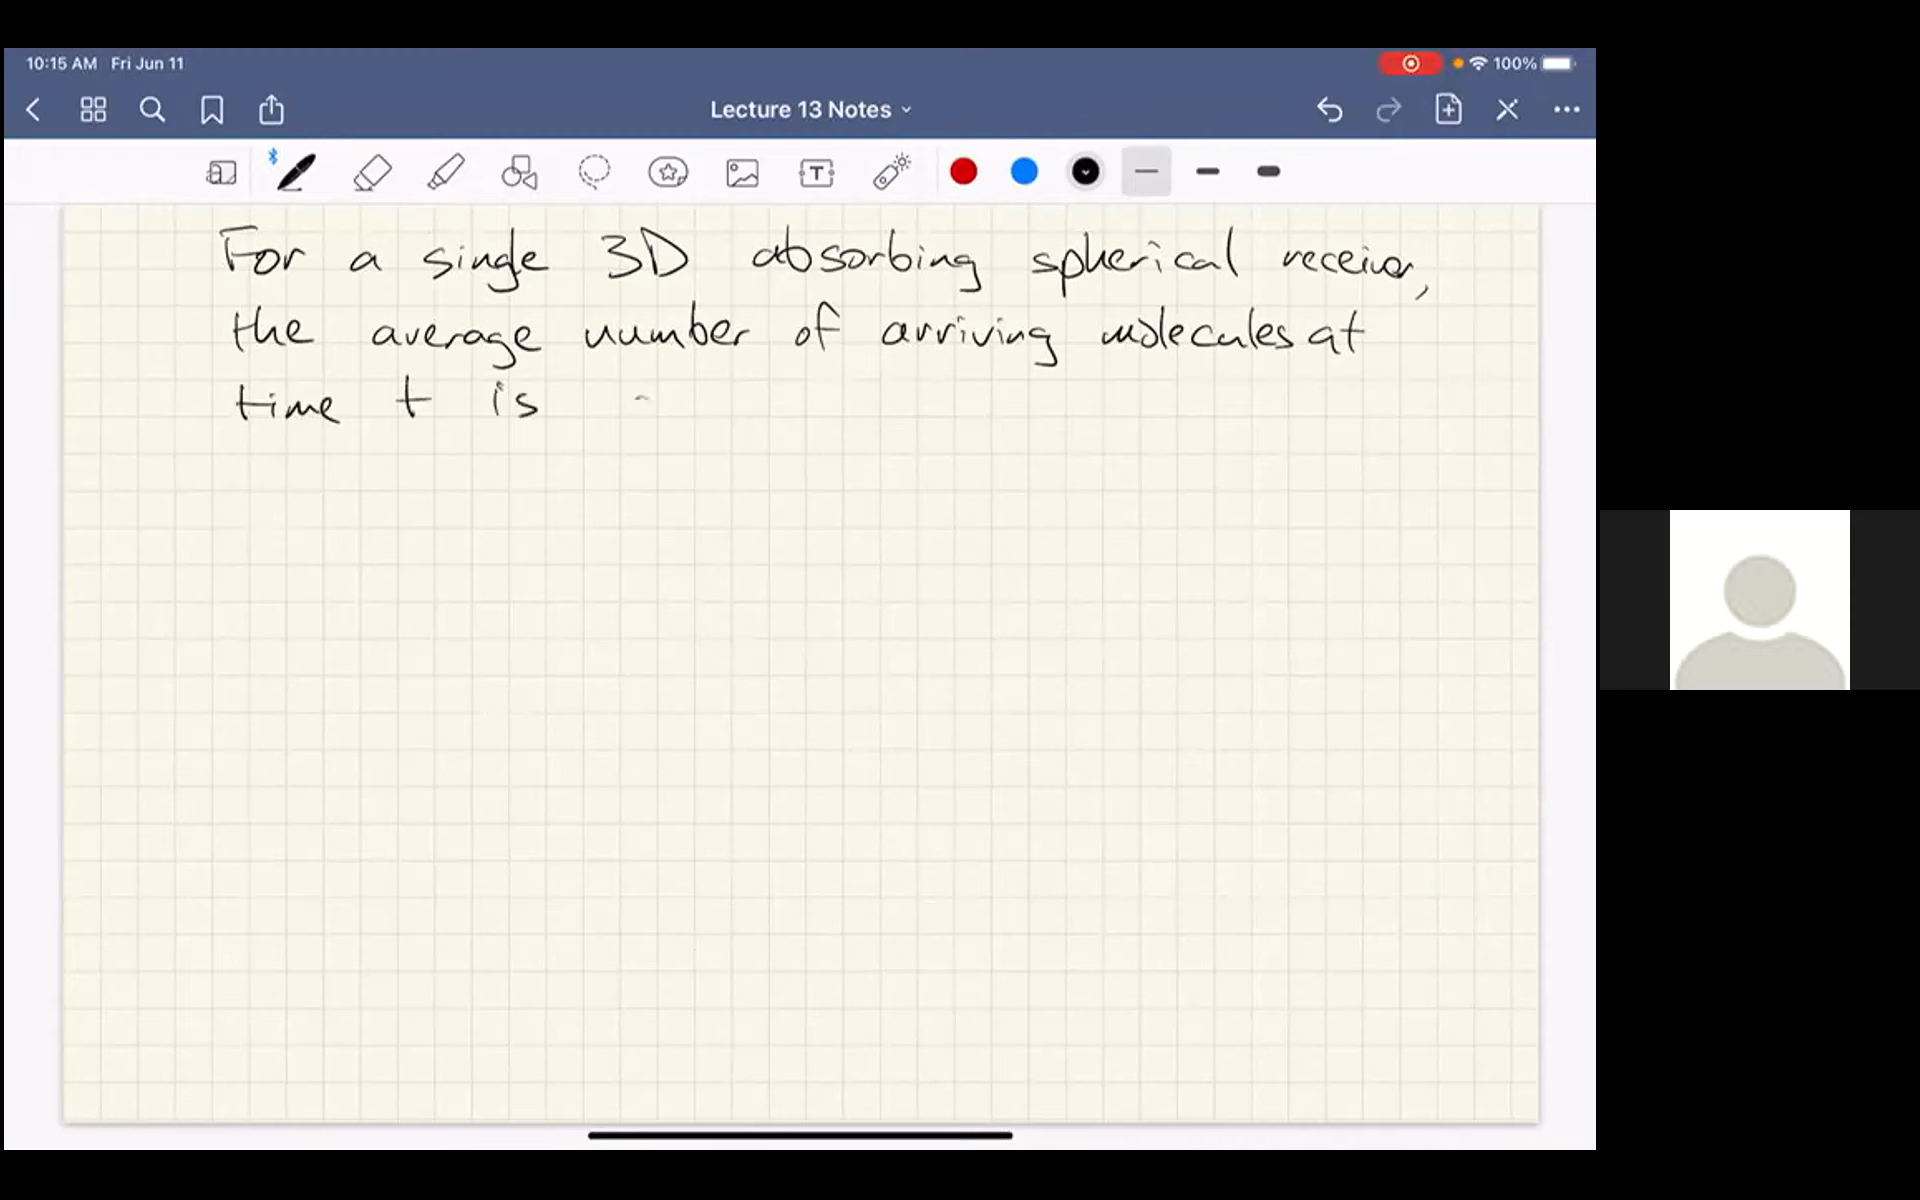 10:15 AM Fri Jun 11
100%
Lecture 13 Notes
For a single 3D absorbing spherical receiver,
the average number of arriving molecules at
time t is